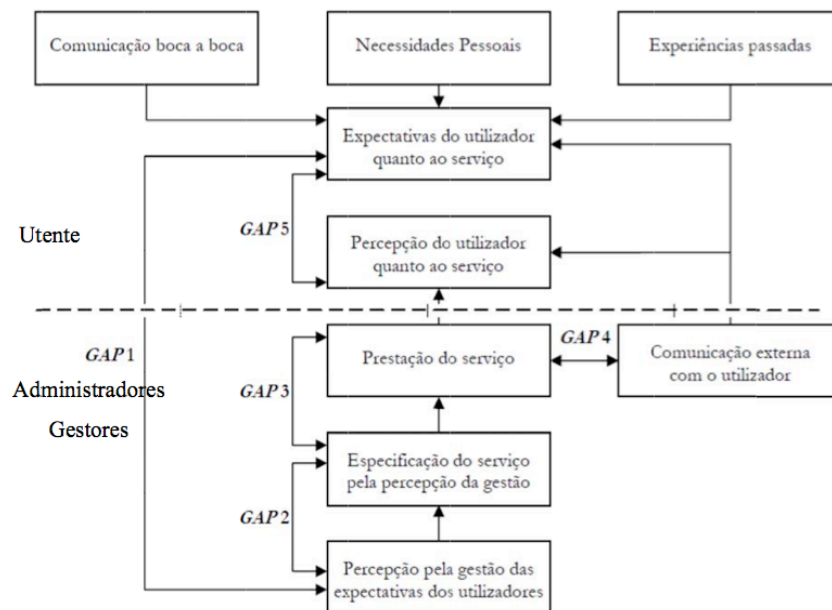 Comunicação boca a boca
Necessidades Pessoais
Experiências passadas
Expectativas do utilizador
quanto ao serviço
GAP 5
Utente
Percepção do utilizador
quanto ao serviço
GAP 1
Administradores
Gestores
GAP 3
Prestação do serviço
GAP 4
Comunicação externa
com o utilizador
Especificação do serviço
pela percepção da gestão
GAP 2
Percepção pela gestão das
expectativas dos utilizadores